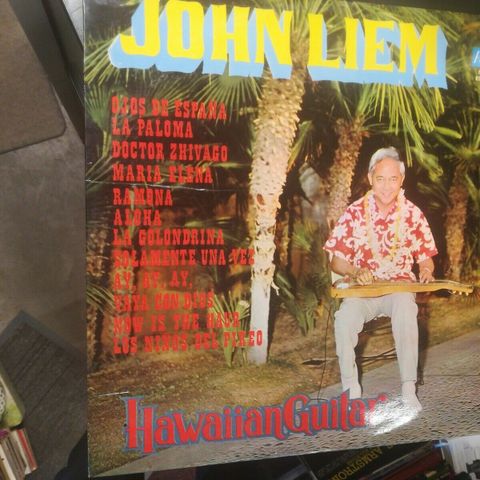 JOHN LIEM
OJOS DE ESPAÑA
LA PALOMA
DOCTOR ZHIVAGO
MARIA ELENA
RAMONA
ALOHA
LA GOLONDRINA
SOLAMENTE UNA VEZ
AY, AY, AY,
VAYA CON DIOS
NOW IS THE HOUR
LOS NIÑOS DEL PIREO
Hawaiian Guitar
ARMSTRONG